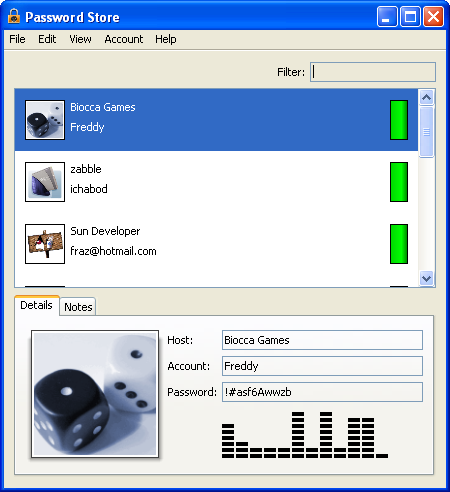 Password Store
File Edit View Account Help
Filter:
Biocca Games
Freddy
zabble
ichabod
Sun Developer
fraz@hotmail.com
Details Notes
Host: Biocca Games
Account: Freddy
Password: !#asf6Awwzb